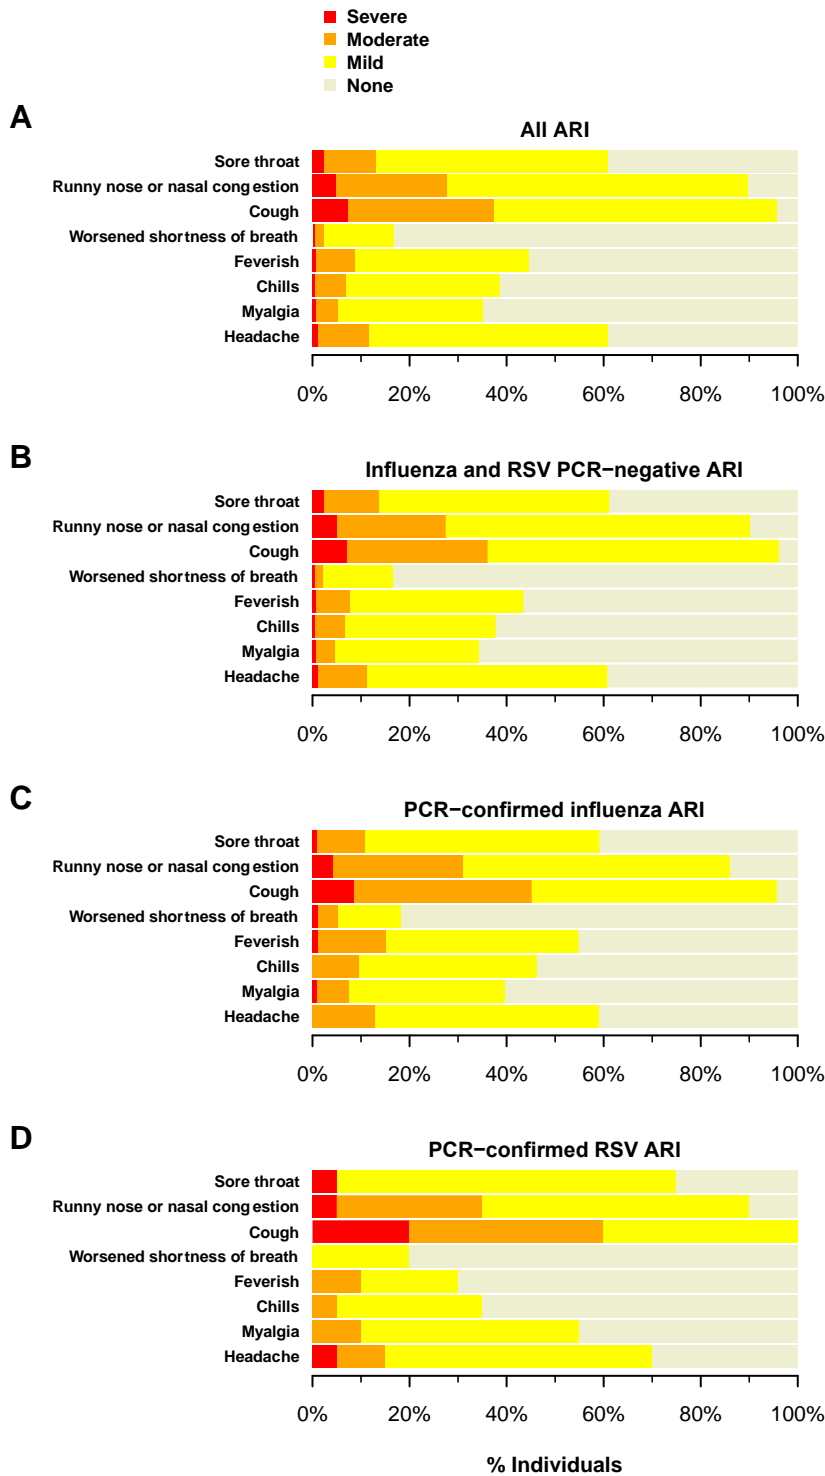 Severe
Moderate
Mild
None
A
All ARI
Sore throat
Runny nose or nasal congestion
Cough
Worsened shortness of breath
Feverish
Chills
Myalgia
Headache
0% 20% 40% 60% 80% 100%
B
Influenza and RSV PCR−negative ARI
Sore throat
Runny nose or nasal congestion
Cough
Worsened shortness of breath
Feverish
Chills
Myalgia
Headache
0% 20% 40% 60% 80% 100%
C
PCR−confirmed influenza ARI
Sore throat
Runny nose or nasal congestion
Cough
Worsened shortness of breath
Feverish
Chills
Myalgia
Headache
0% 20% 40% 60% 80% 100%
D
PCR−confirmed RSV ARI
Sore throat
Runny nose or nasal congestion
Cough
Worsened shortness of breath
Feverish
Chills
Myalgia
Headache
0% 20% 40% 60% 80% 100%
% Individuals